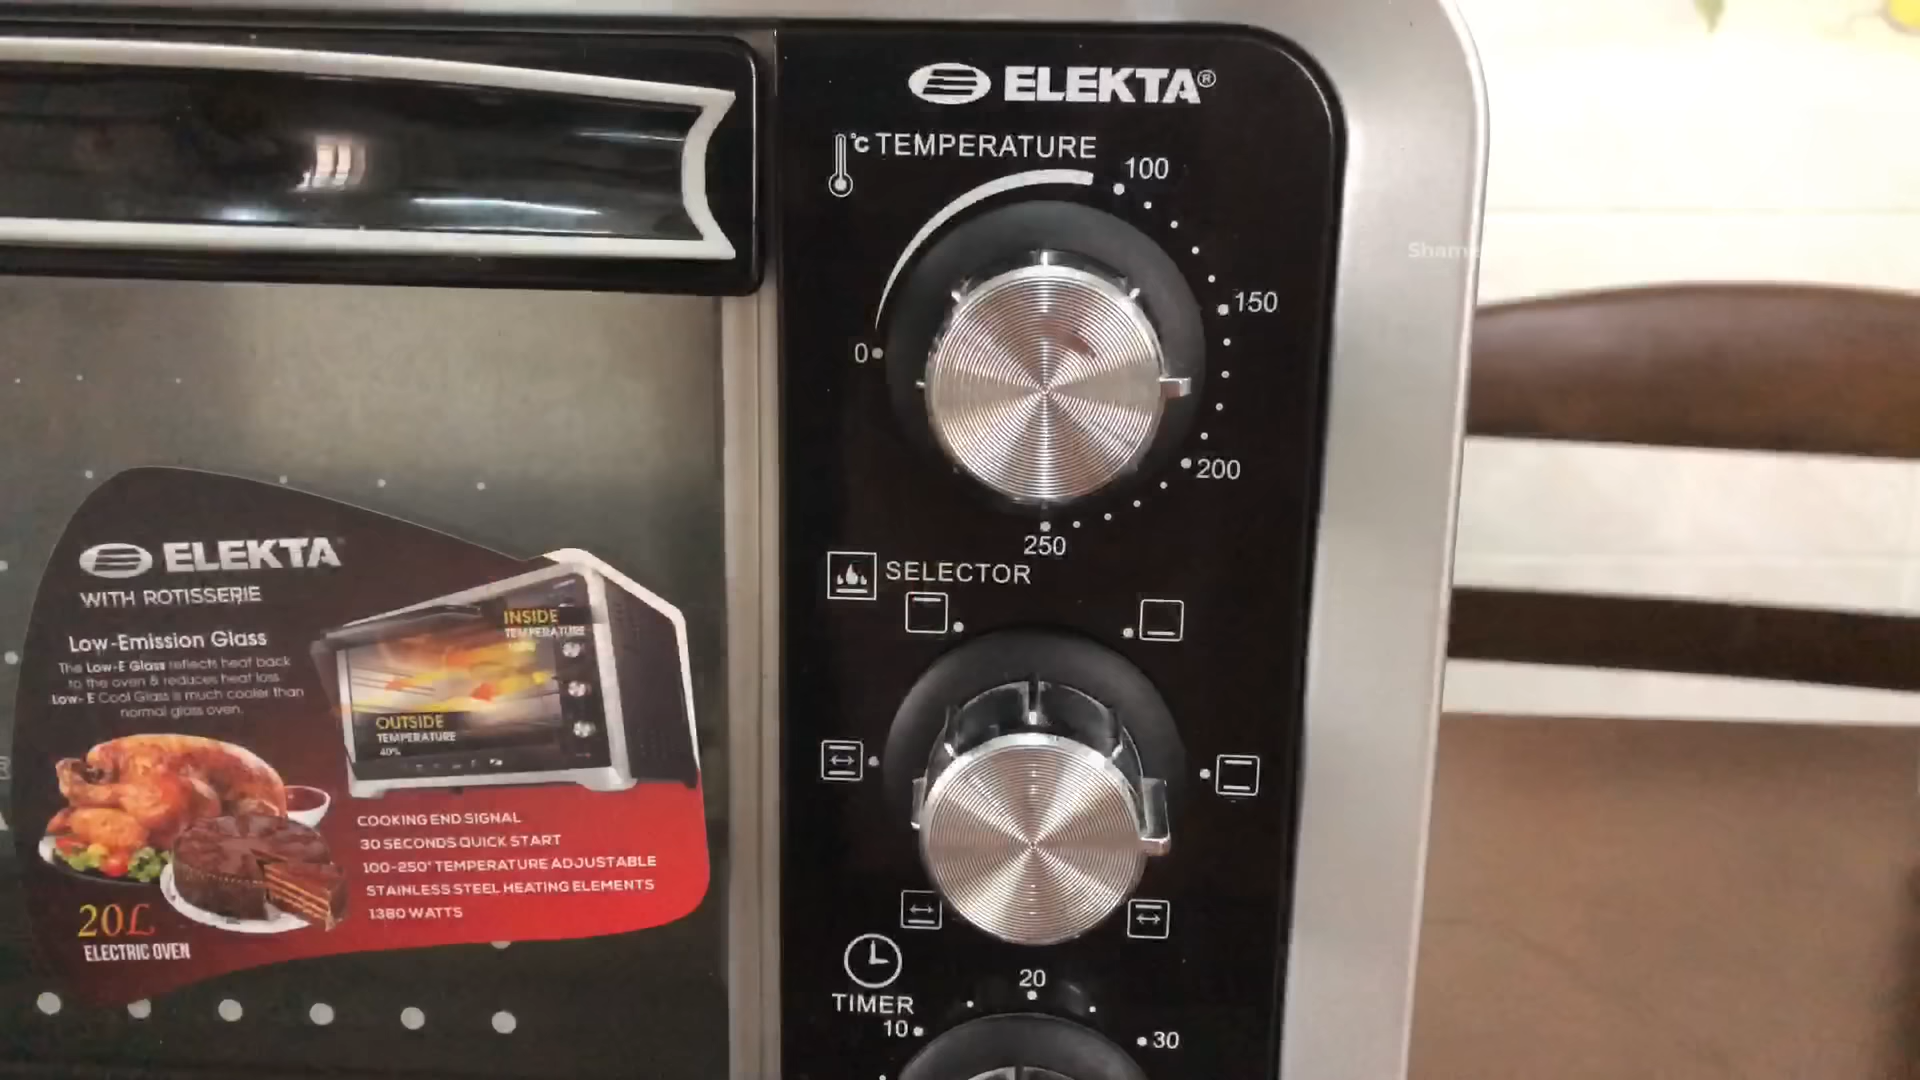 ELEKTA®
°C TEMPERATURE
100
150
0
200
250
SELECTOR
20
TIMER
10
30
ELEKTA
WITH ROTISSERIE
Low-Emission Glass
The Low-E Glass reflects heat back
to the oven & reduces heat loss.
Low-E Cool Glass is much cooler than
normal glass oven.
INSIDE
TEMPERATURE
OUTSIDE
TEMPERATURE
40%
COOKING END SIGNAL
30 SECONDS QUICK START
100-250° TEMPERATURE ADJUSTABLE
STAINLESS STEEL HEATING ELEMENTS
1380 WATTS
20L
ELECTRIC OVEN